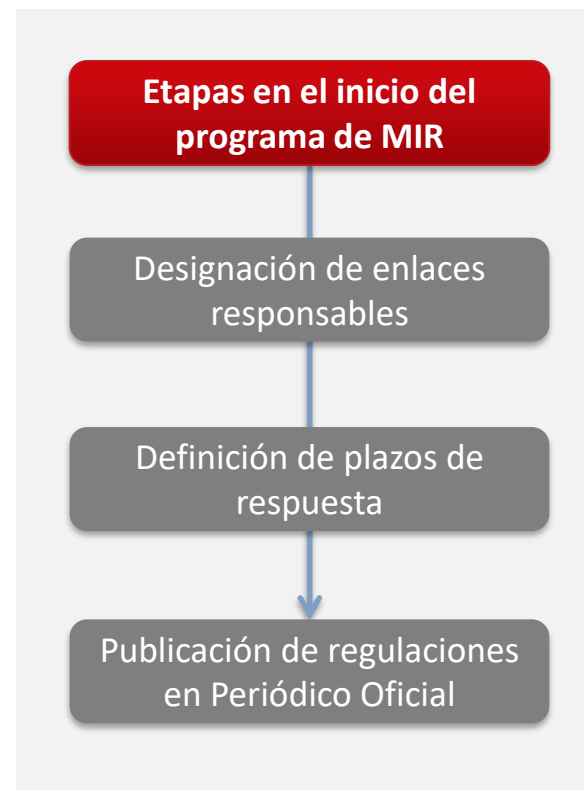 Etapas en el inicio del
programa de MIR
Designación de enlaces
responsables
Definición de plazos de
respuesta
Publicación de regulaciones
en Periódico Oficial